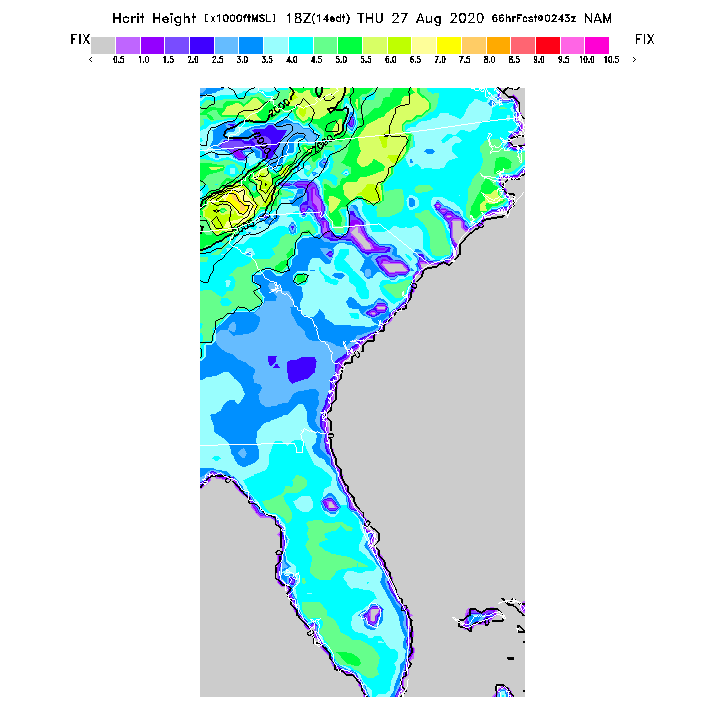 Hcrit Height [x1000ftMSL] 18Z(14edt) THU 27 Aug 2020 66hrFcst@0243z NAM
FIX FIX
< 0.5 1.0 1.5 2.0 2.5 3.0 3.5 4.0 4.5 5.0 5.5 6.0 6.5 7.0 7.5 8.0 8.5 9.0 9.5 10.0 10.5 >
2000